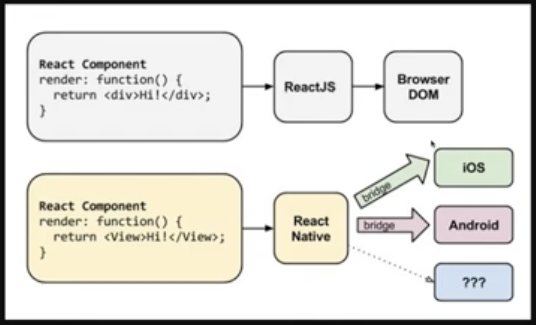 React Component
render: function() {
return <div>Hi!</div>;
}
ReactJS
Browser
DOM
React Component
render: function() {
return <View>Hi!</View>;
}
React
Native
bridge
iOS
bridge
Android
???